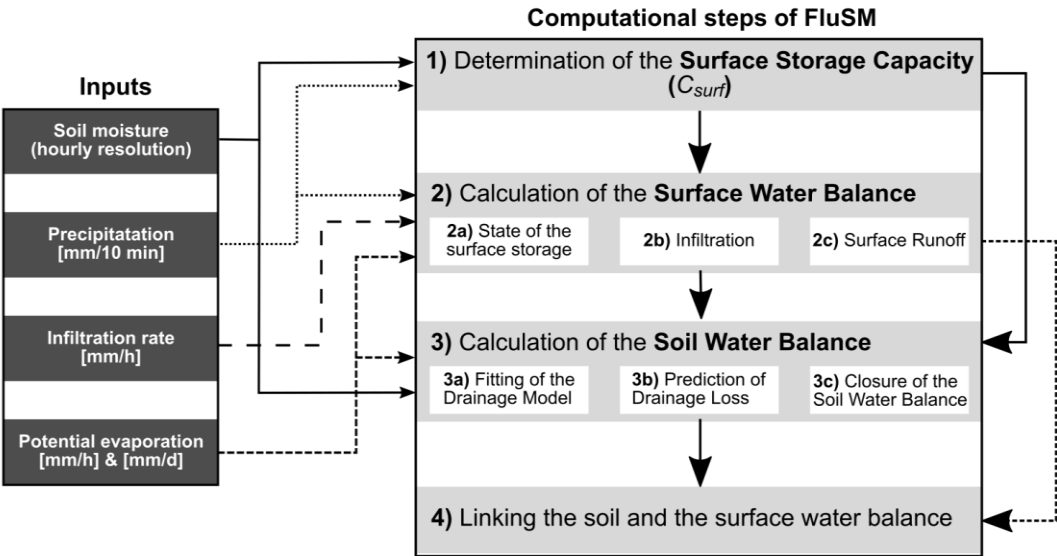 Computational steps of FluSM
Inputs
Soil moisture
(hourly resolution)
Precipitatation
[mm/10 min]
Infiltration rate
[mm/h]
Potential evaporation
[mm/h] & [mm/d]
1) Determination of the Surface Storage Capacity
(Csurf)
2) Calculation of the Surface Water Balance
2a) State of the
surface storage
2b) Infiltration
2c) Surface Runoff
3) Calculation of the Soil Water Balance
3a) Fitting of the
Drainage Model
3b) Prediction of
Drainage Loss
3c) Closure of the
Soil Water Balance
4) Linking the soil and the surface water balance